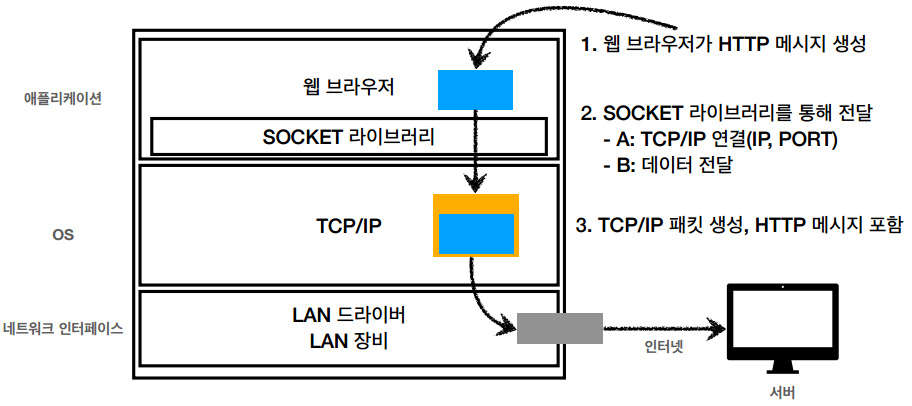 1. 웹 브라우저가 HTTP 메시지 생성
애플리케이션
웹 브라우저
SOCKET 라이브러리
2. SOCKET 라이브러리를 통해 전달
- A: TCP/IP 연결(IP, PORT)
- B: 데이터 전달
OS
TCP/IP
3. TCP/IP 패킷 생성, HTTP 메시지 포함
네트워크 인터페이스
LAN 드라이버
LAN 장비
인터넷
서버